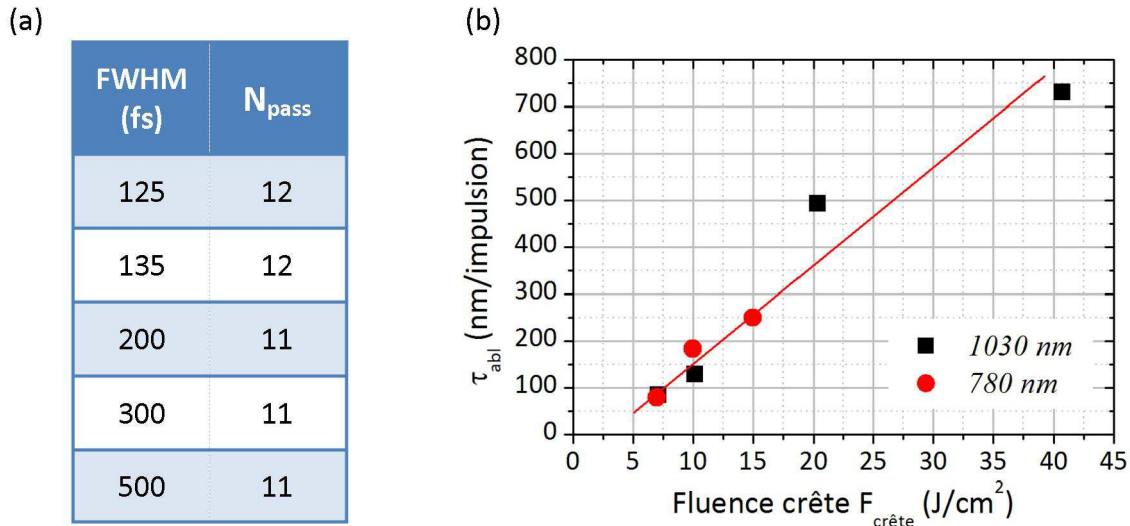 (a)
FWHM (fs) N_pass
125 12
135 12
200 11
300 11
500 11
(b)
800
700
600
500
400
300
200
100
0
τ_abl (nm/impulsion)
1030 nm
780 nm
0 5 10 15 20 25 30 35 40 45
Fluence crête F_crête (J/cm²)